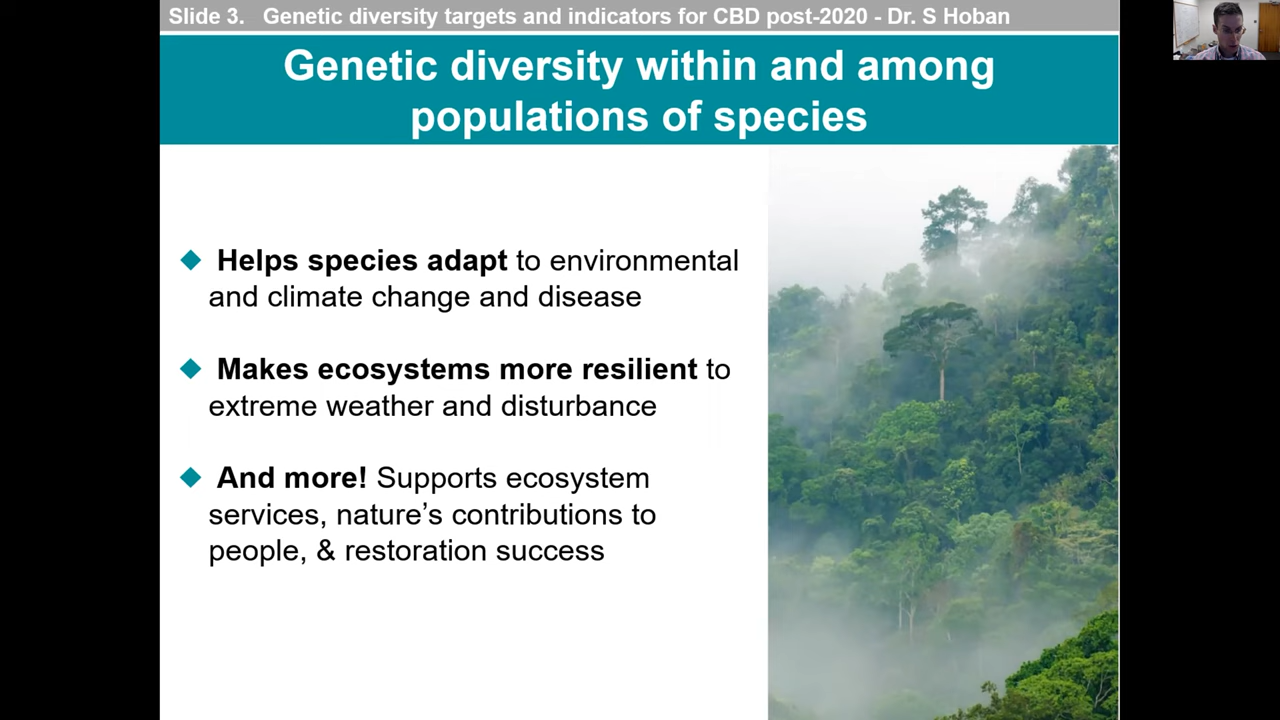 Slide 3. Genetic diversity targets and indicators for CBD post-2020 - Dr. S Hoban
Genetic diversity within and among
populations of species
Helps species adapt to environmental
and climate change and disease
Makes ecosystems more resilient to
extreme weather and disturbance
And more! Supports ecosystem
services, nature’s contributions to
people, & restoration success